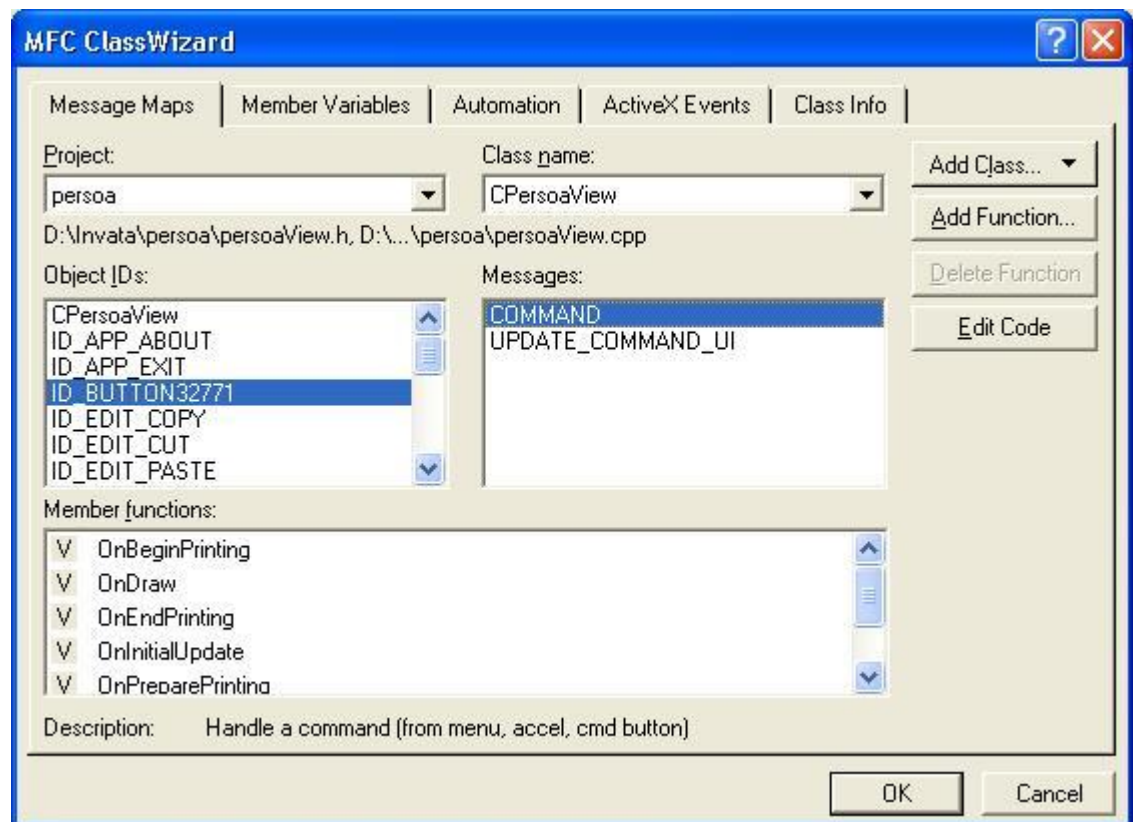 MFC ClassWizard
Message Maps Member Variables Automation ActiveX Events Class Info
Project: Class name:
persoa CPersoaView
D:\Invata\persoa\persoaView.h, D:\...\persoa\persoaView.cpp
Object IDs: Messages:
CPersoaView
ID_APP_ABOUT
ID_APP_EXIT
ID_BUTTON32771
ID_EDIT_COPY
ID_EDIT_CUT
ID_EDIT_PASTE
COMMAND
UPDATE_COMMAND_UI
Add Class...
Add Function...
Delete Function
Edit Code
Member functions:
V OnBeginPrinting
V OnDraw
V OnEndPrinting
V OnInitialUpdate
V OnPreparePrinting
Description: Handle a command (from menu, accel, cmd button)
OK Cancel